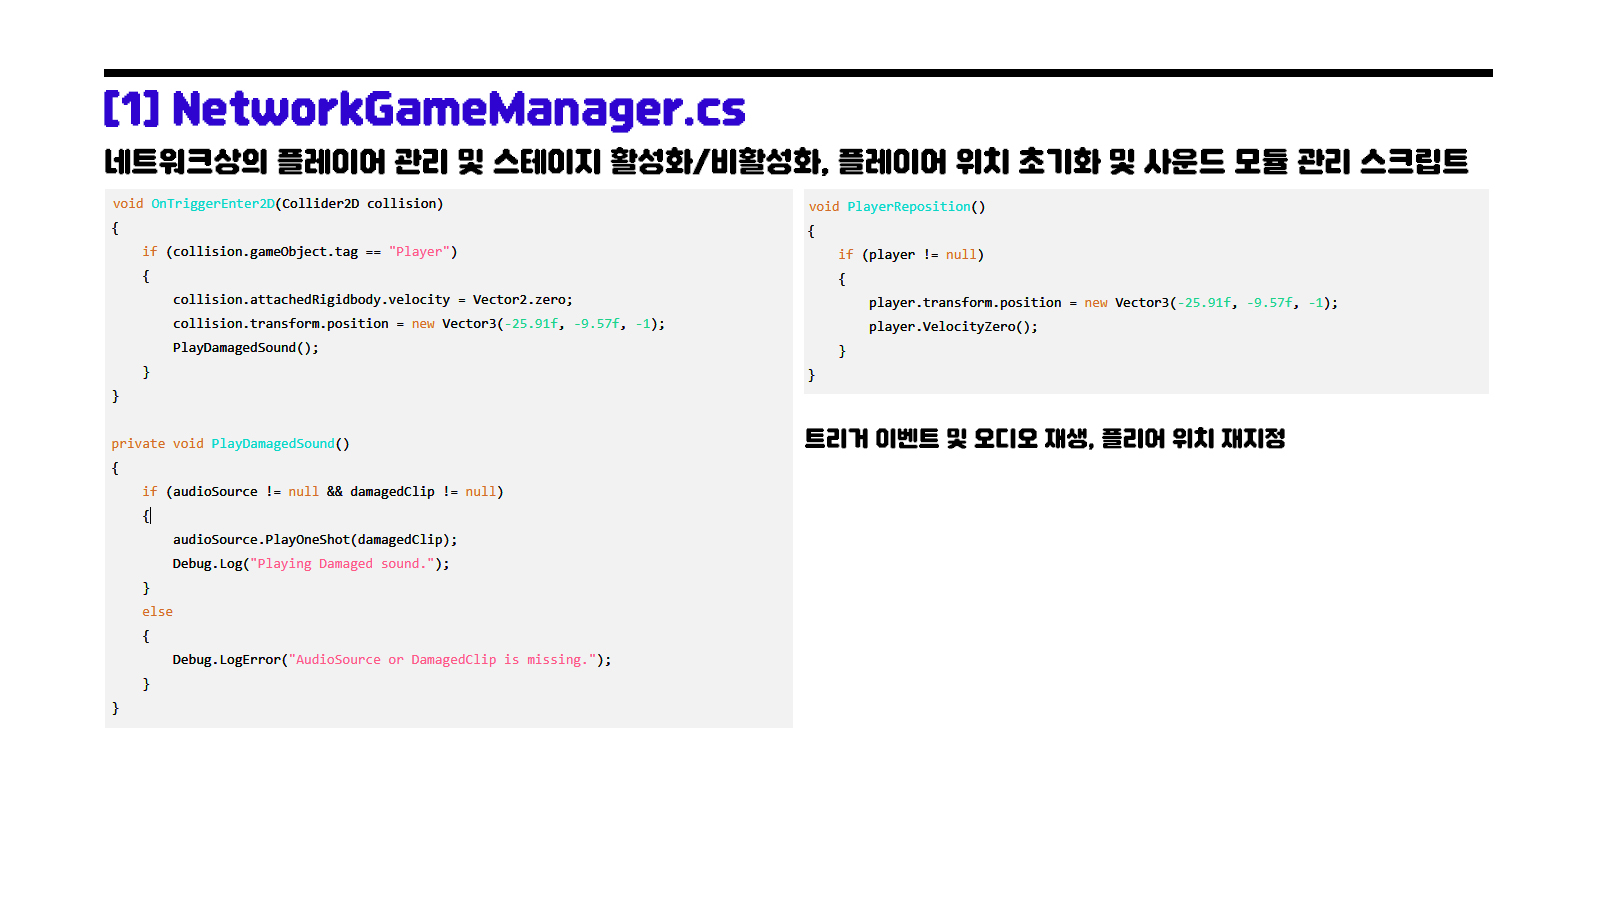 [1] NetworkGameManager.cs
네트워크상의 플레이어 관리 및 스테이지 활성화/비활성화, 플레이어 위치 초기화 및 사운드 모듈 관리 스크립트
void OnTriggerEnter2D(Collider2D collision)
{
    if (collision.gameObject.tag == "Player")
    {
        collision.attachedRigidbody.velocity = Vector2.zero;
        collision.transform.position = new Vector3(-25.91f, -9.57f, -1);
        PlayDamagedSound();
    }
}
private void PlayDamagedSound()
{
    if (audioSource != null && damagedClip != null)
    {
        audioSource.PlayOneShot(damagedClip);
        Debug.Log("Playing Damaged sound.");
    }
    else
    {
        Debug.LogError("AudioSource or DamagedClip is missing.");
    }
}
void PlayerReposition()
{
    if (player != null)
    {
        player.transform.position = new Vector3(-25.91f, -9.57f, -1);
        player.VelocityZero();
    }
}
트리거 이벤트 및 오디오 재생, 플리어 위치 재지정